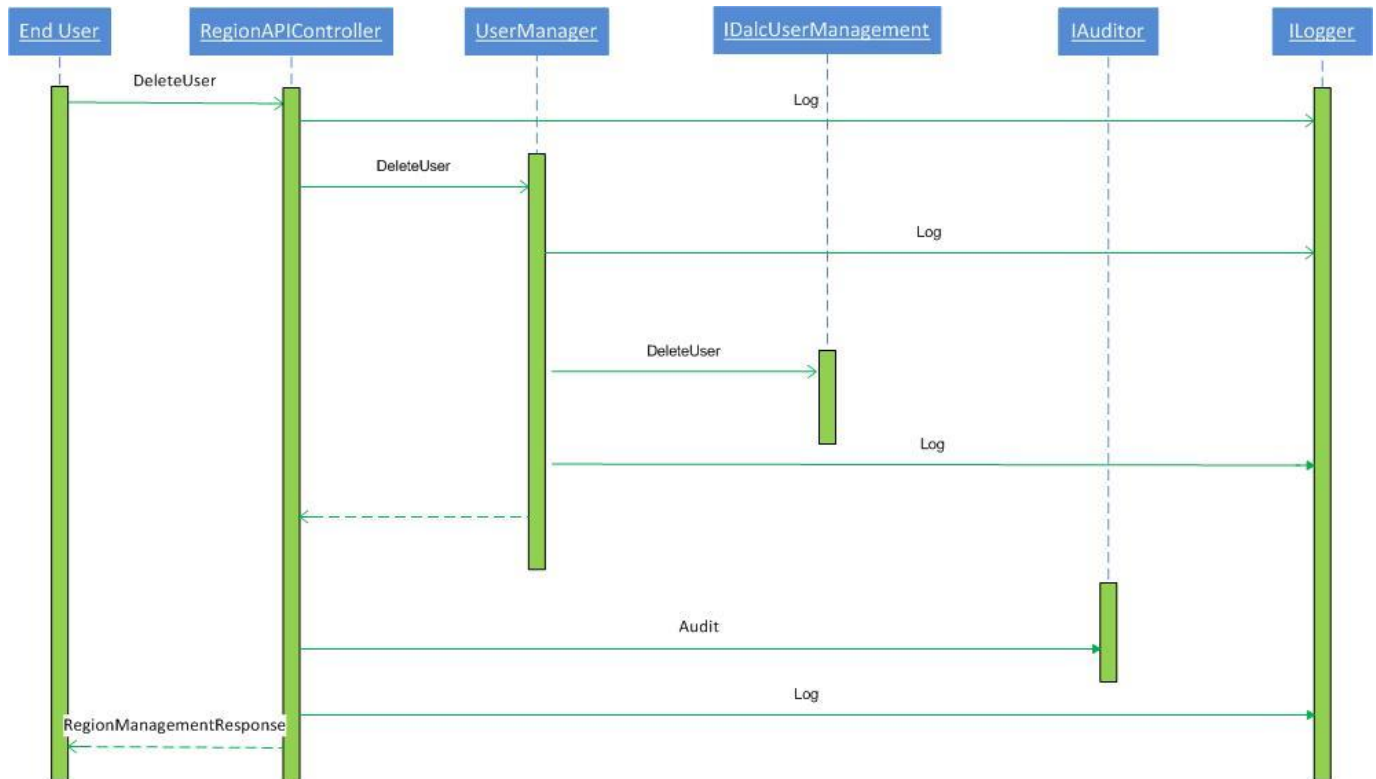 End User
RegionAPIController
UserManager
IDalcUserManagement
IAuditor
ILogger
DeleteUser
Log
DeleteUser
Log
DeleteUser
Log
Audit
Log
RegionManagementResponse